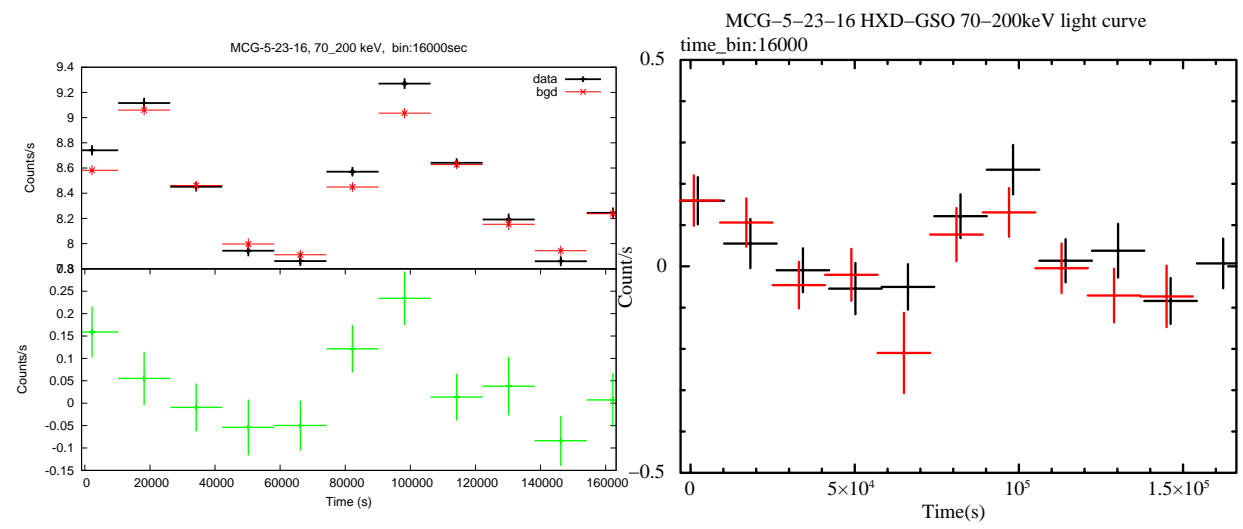 MCG-5-23-16, 70_200 keV, bin:16000sec
data
bgd
Counts/s
9.4
9.2
9
8.8
8.6
8.4
8.2
8
7.8
Counts/s
0.25
0.2
0.15
0.1
0.05
0
-0.05
-0.1
-0.15
0 20000 40000 60000 80000 100000 120000 140000 160000
Time (s)
MCG−5−23−16 HXD−GSO 70−200keV light curve
time_bin:16000
Count/s
0.5
0
−0.5
0 5×10⁴ 10⁵ 1.5×10⁵
Time(s)